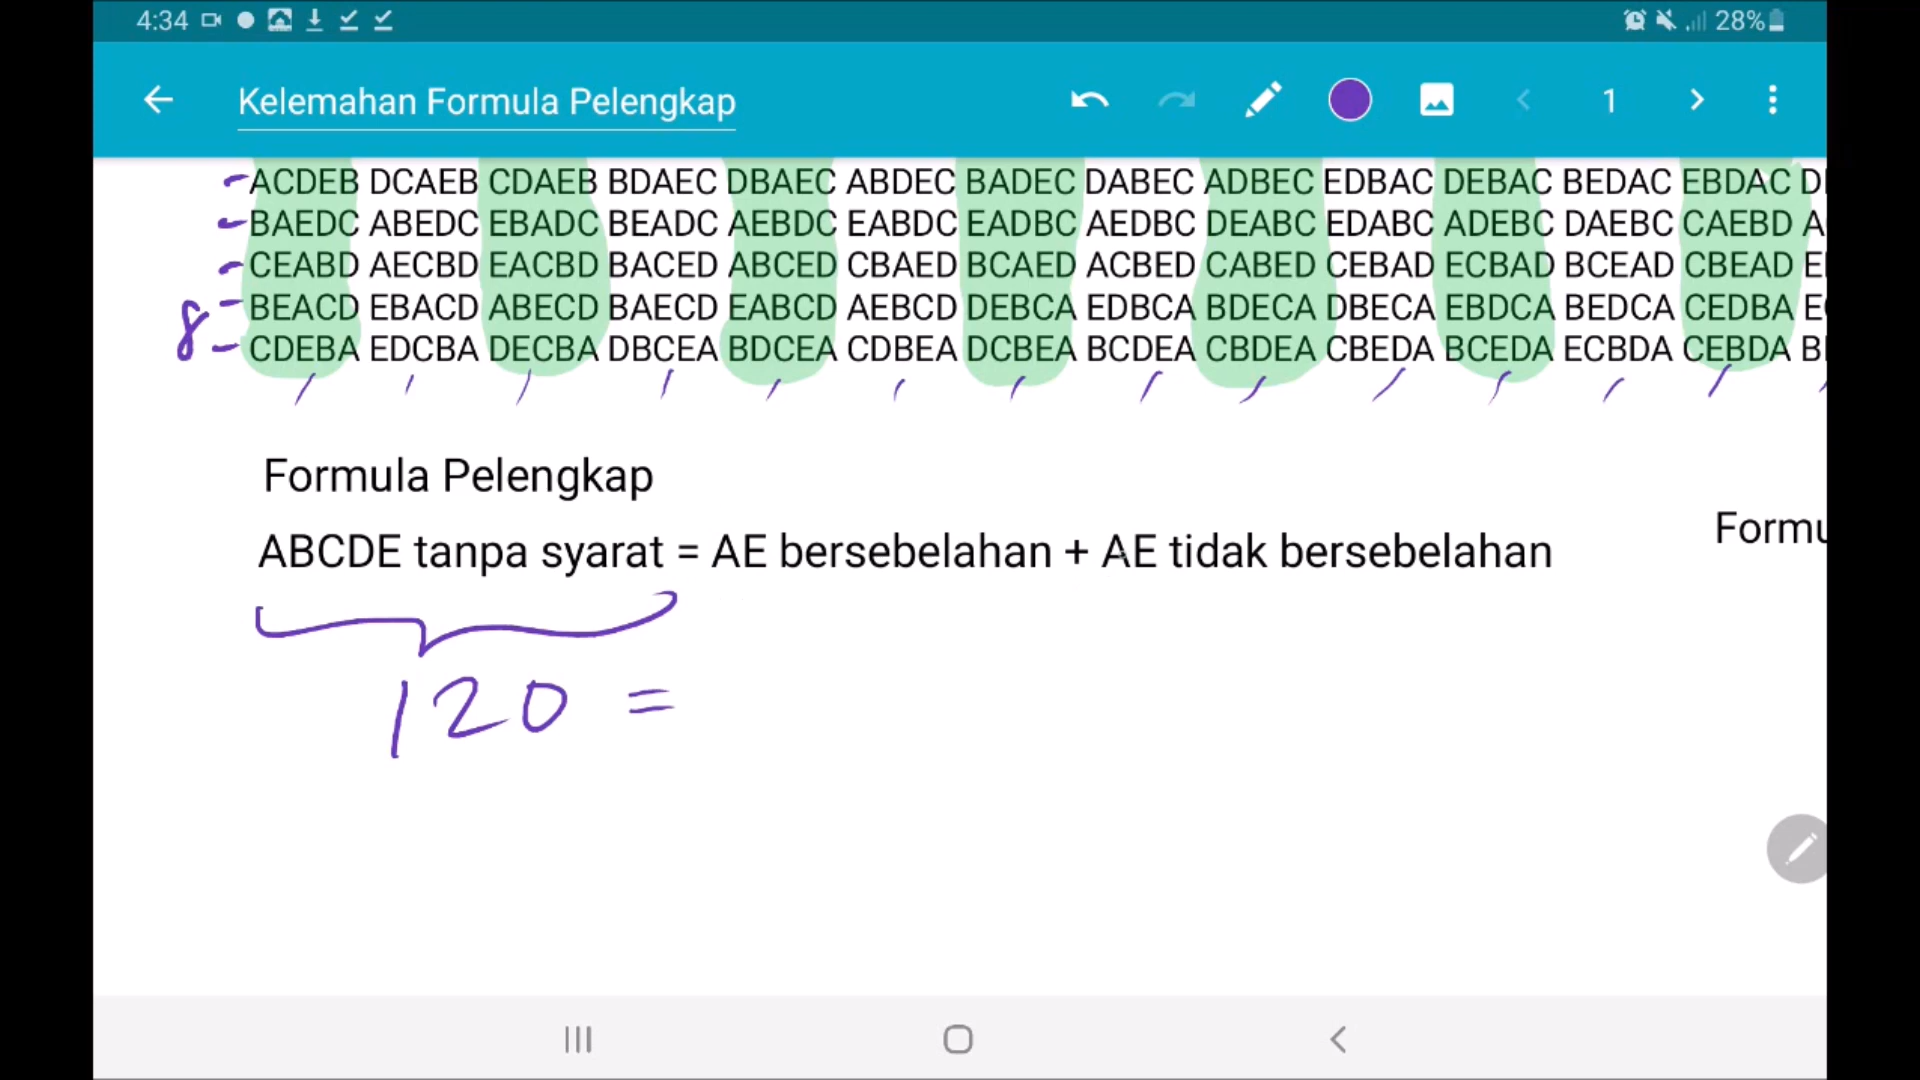 4:34 28%
Kelemahan Formula Pelengkap 1
ACDEB DCAEB CDAEB BDAEC DBAEC ABDEC BADEC DABEC ADBEC EDBAC DEBAC BEDAC EBDAC
BAEDC ABEDC EBADC BEADC AEBDC EABDC EADBC AEDBC DEABC EDABC ADEBC DAEBC CAEBD
CEABD AECBD EACBD BACED ABCED CBAED BCAED ACBED CABED CEBAD ECBAD BCEAD CBEAD
BEACD EBACD ABECD BAECD EABCD AEBCD DEBCA EDBCA BDECA DBECA EBDCA BEDCA CEDBA
8 CDEBA EDCBA DECBA DBCEA BDCEA CDBEA DCBEA BCDEA CBDEA CBEDA BCEDA ECBDA CEBDA
Formula Pelengkap
Formu
ABCDE tanpa syarat = AE bersebelahan + AE tidak bersebelahan
120 =